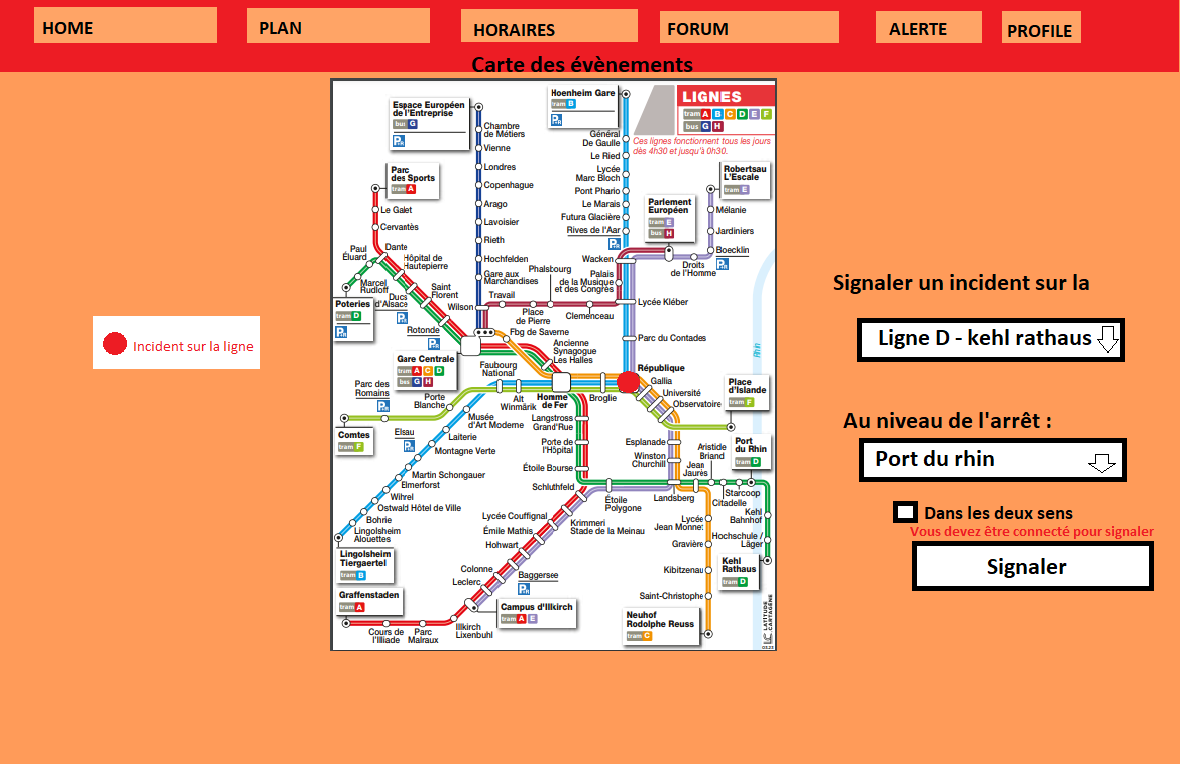 HOME
PLAN
HORAIRES
FORUM
ALERTE
PROFILE
Carte des évènements
Incident sur la ligne
Espace Européen
de l'Entreprise
bus G
P+R
Hoenheim Gare
tram B
P+R
LIGNES
tram A B C D E F
bus G H
Ces lignes fonctionnent tous les jours
dès 4h30 et jusqu'à 0h30.
Chambre
de Métiers
Vienne
Londres
Copenhague
Arago
Lavoisier
Rieth
Hochfelden
Gare aux
Marchandises
Wilson
Général
De Gaulle
Le Ried
Lycée
Marc Bloch
Pont Phario
Le Marais
Futura Glacière
Rives de l'Aar
P+R
Wacken
Parc
des Sports
tram A
Le Galet
Cervantès
Dante
Hôpital de
Hautepierre
Paul
Éluard
Marcel
Rudloff
Ducs
d'Alsace
P+R
Saint
Florent
Poteries
tram D
P+R
Rotonde
P+R
Robertsau
L'Escale
tram E
Mélanie
Jardiniers
Bloecklin
P+R
Droits
de l'Homme
Parlement
Européen
tram E
bus H
Phalsbourg
Palais
de la Musique
et des Congrès
Travail
Place
de Pierre
Clemenceau
Lycée Kléber
Fbg de Saverne
Parc du Contades
Ancienne
Synagogue
Les Halles
Gare Centrale
tram A C D
bus G H
Faubourg
National
République
Gallia
Université
Observatoire
Place
d'Islande
tram F
Rhin
Parc des
Romains
P+R
Porte
Blanche
Alt
Winmärik
Homme
de Fer
Broglie
Musée
d'Art Moderne
Langstross
Grand'Rue
Comtes
tram F
Elsau
P+R
Laiterie
Montagne Verte
Porte de
l'Hôpital
Esplanade
Winston
Churchill
Aristide
Briand
Jean
Jaurès
Port
du Rhin
tram D
Étoile Bourse
Martin Schongauer
Elmerforst
Wihrel
Ostwald Hôtel de Ville
Bohrie
Lingolsheim
Alouettes
Lingolsheim
Tiergaertel
tram B
Schluthfeld
Étoile
Polygone
Landsberg
Citadelle
Starcoop
Kehl
Bahnhof
Hochschule /
Läger
Kehl
Rathaus
tram D
Lycée Couffignal
Émile Mathis
Hohwart
Krimmeri
Stade de la Meinau
Lycée
Jean Monnet
Gravière
Kibitzenau
Saint-Christophe
Neuhof
Rodolphe Reuss
tram C
Colonne
Leclerc
Baggersee
P+R
Campus d'Illkirch
tram A E
Graffenstaden
tram A
Cours de
l'Illiade
Parc
Malraux
Illkirch
Lixenbuhl
LATITUDE
CARTAGÈNE
03.23
Signaler un incident sur la
Ligne D - kehl rathaus
Au niveau de l'arrêt :
Port du rhin
Dans les deux sens
Vous devez être connecté pour signaler
Signaler